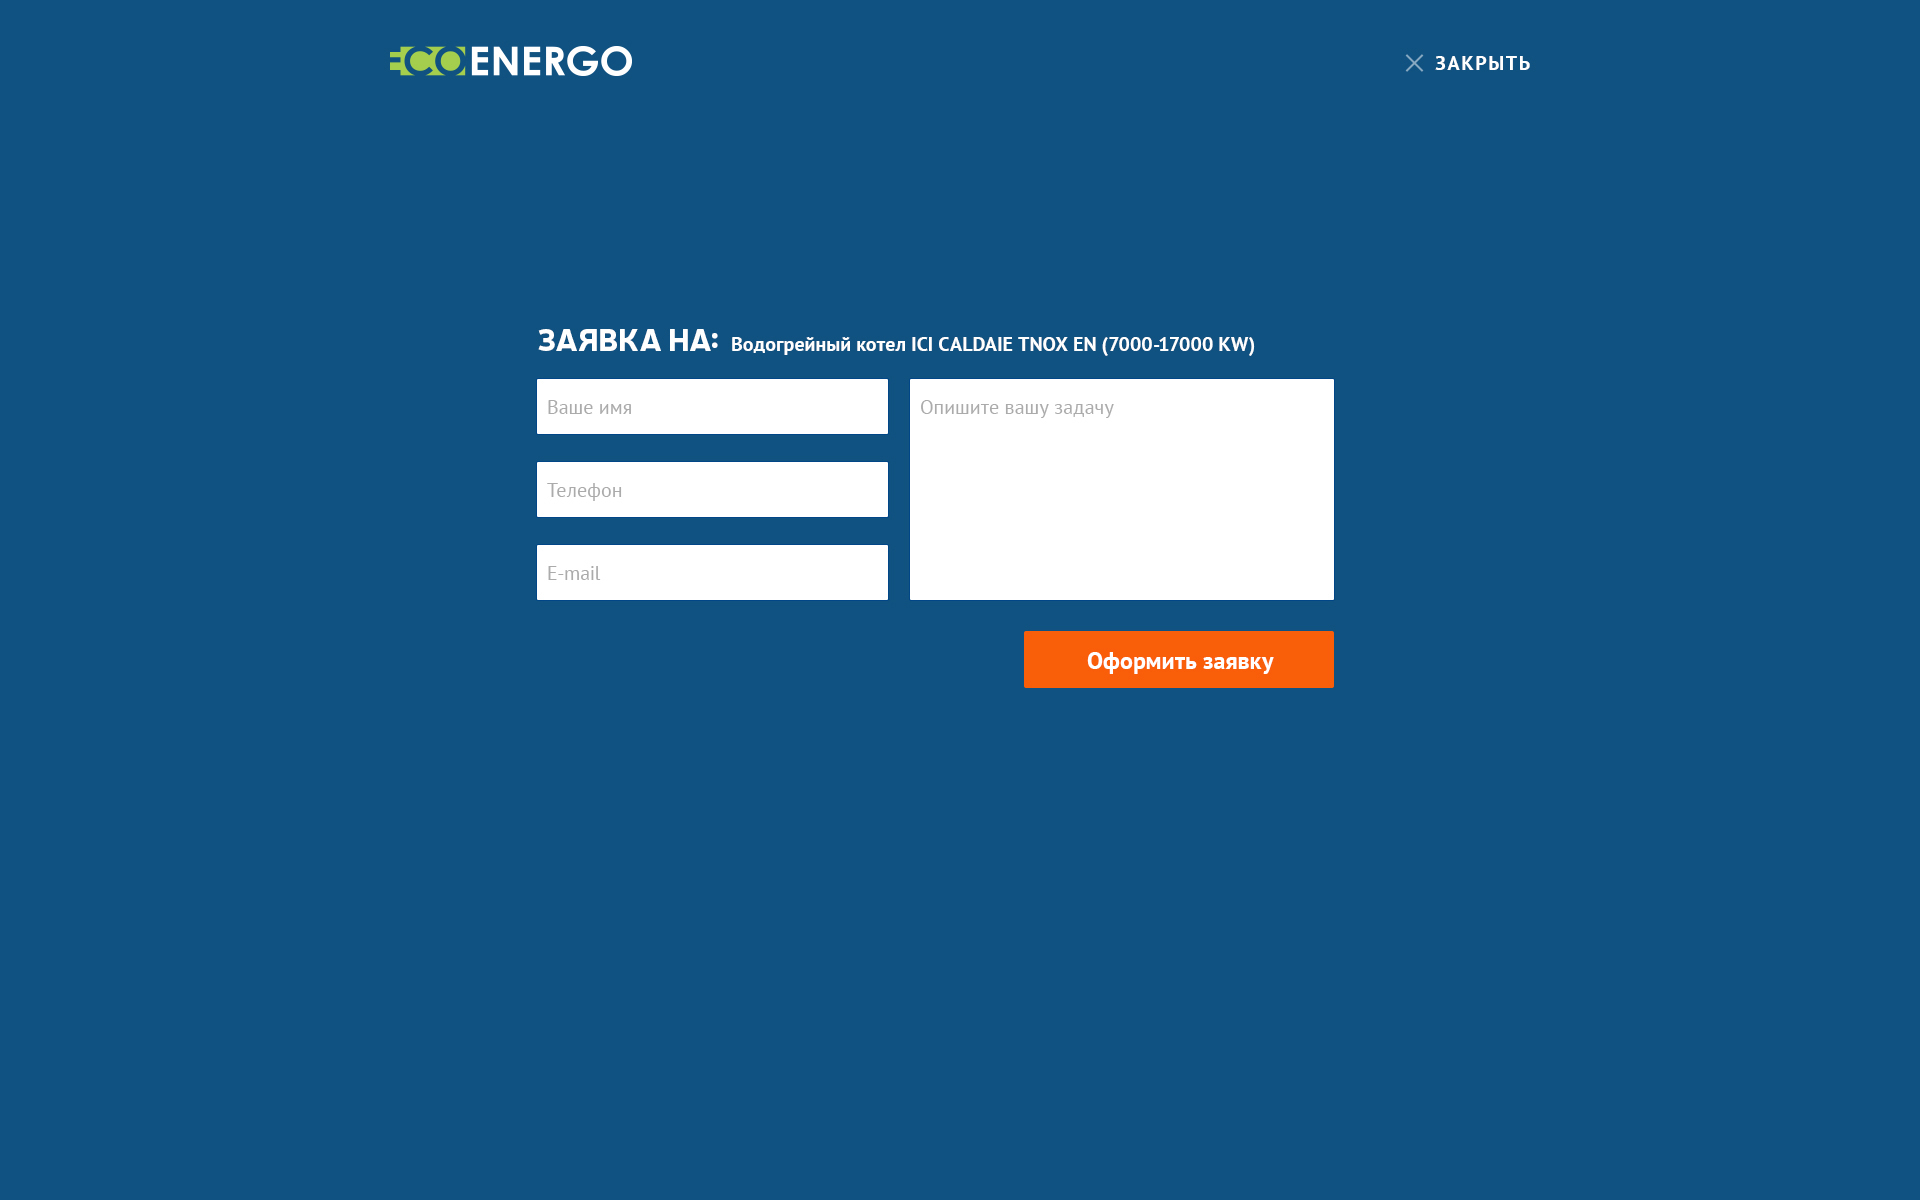 ECOENERGO
ЗАКРЫТЬ
ЗАЯВКА НА: Водогрейный котел ICI CALDAIE TNOX EN (7000-17000 KW)
Ваше имя
Опишите вашу задачу
Телефон
E-mail
Оформить заявку